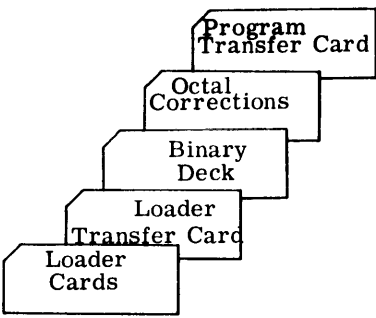 Program
Transfer Card
Octal
Corrections
Binary
Deck
Loader
Transfer Card
Loader
Cards